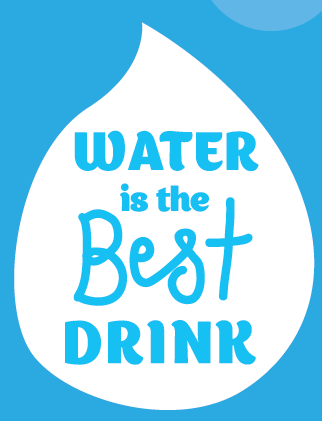 WATER
is the
Best
DRINK